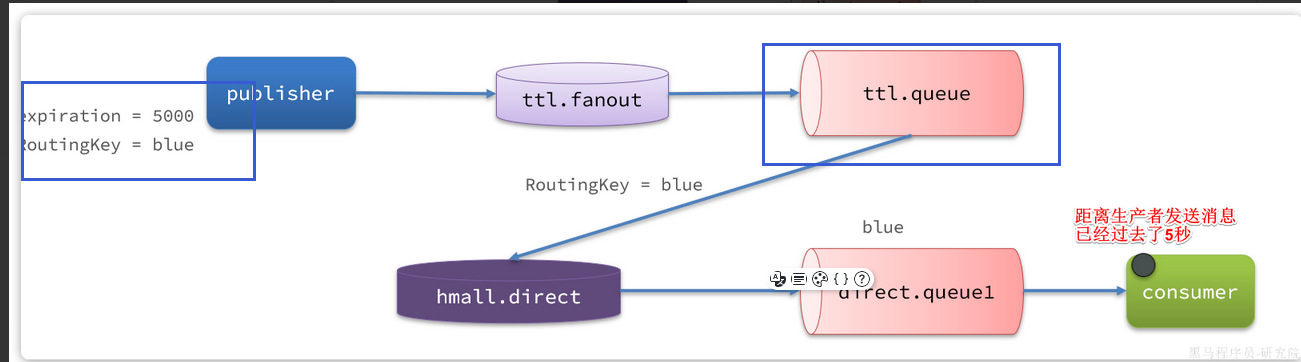 publisher
ttl.fanout
ttl.queue
expiration = 5000
RoutingKey = blue
RoutingKey = blue
距离生产者发送消息
已经过去了5秒
blue
hmall.direct
direct.queue1
consumer
黑马程序员-研究院